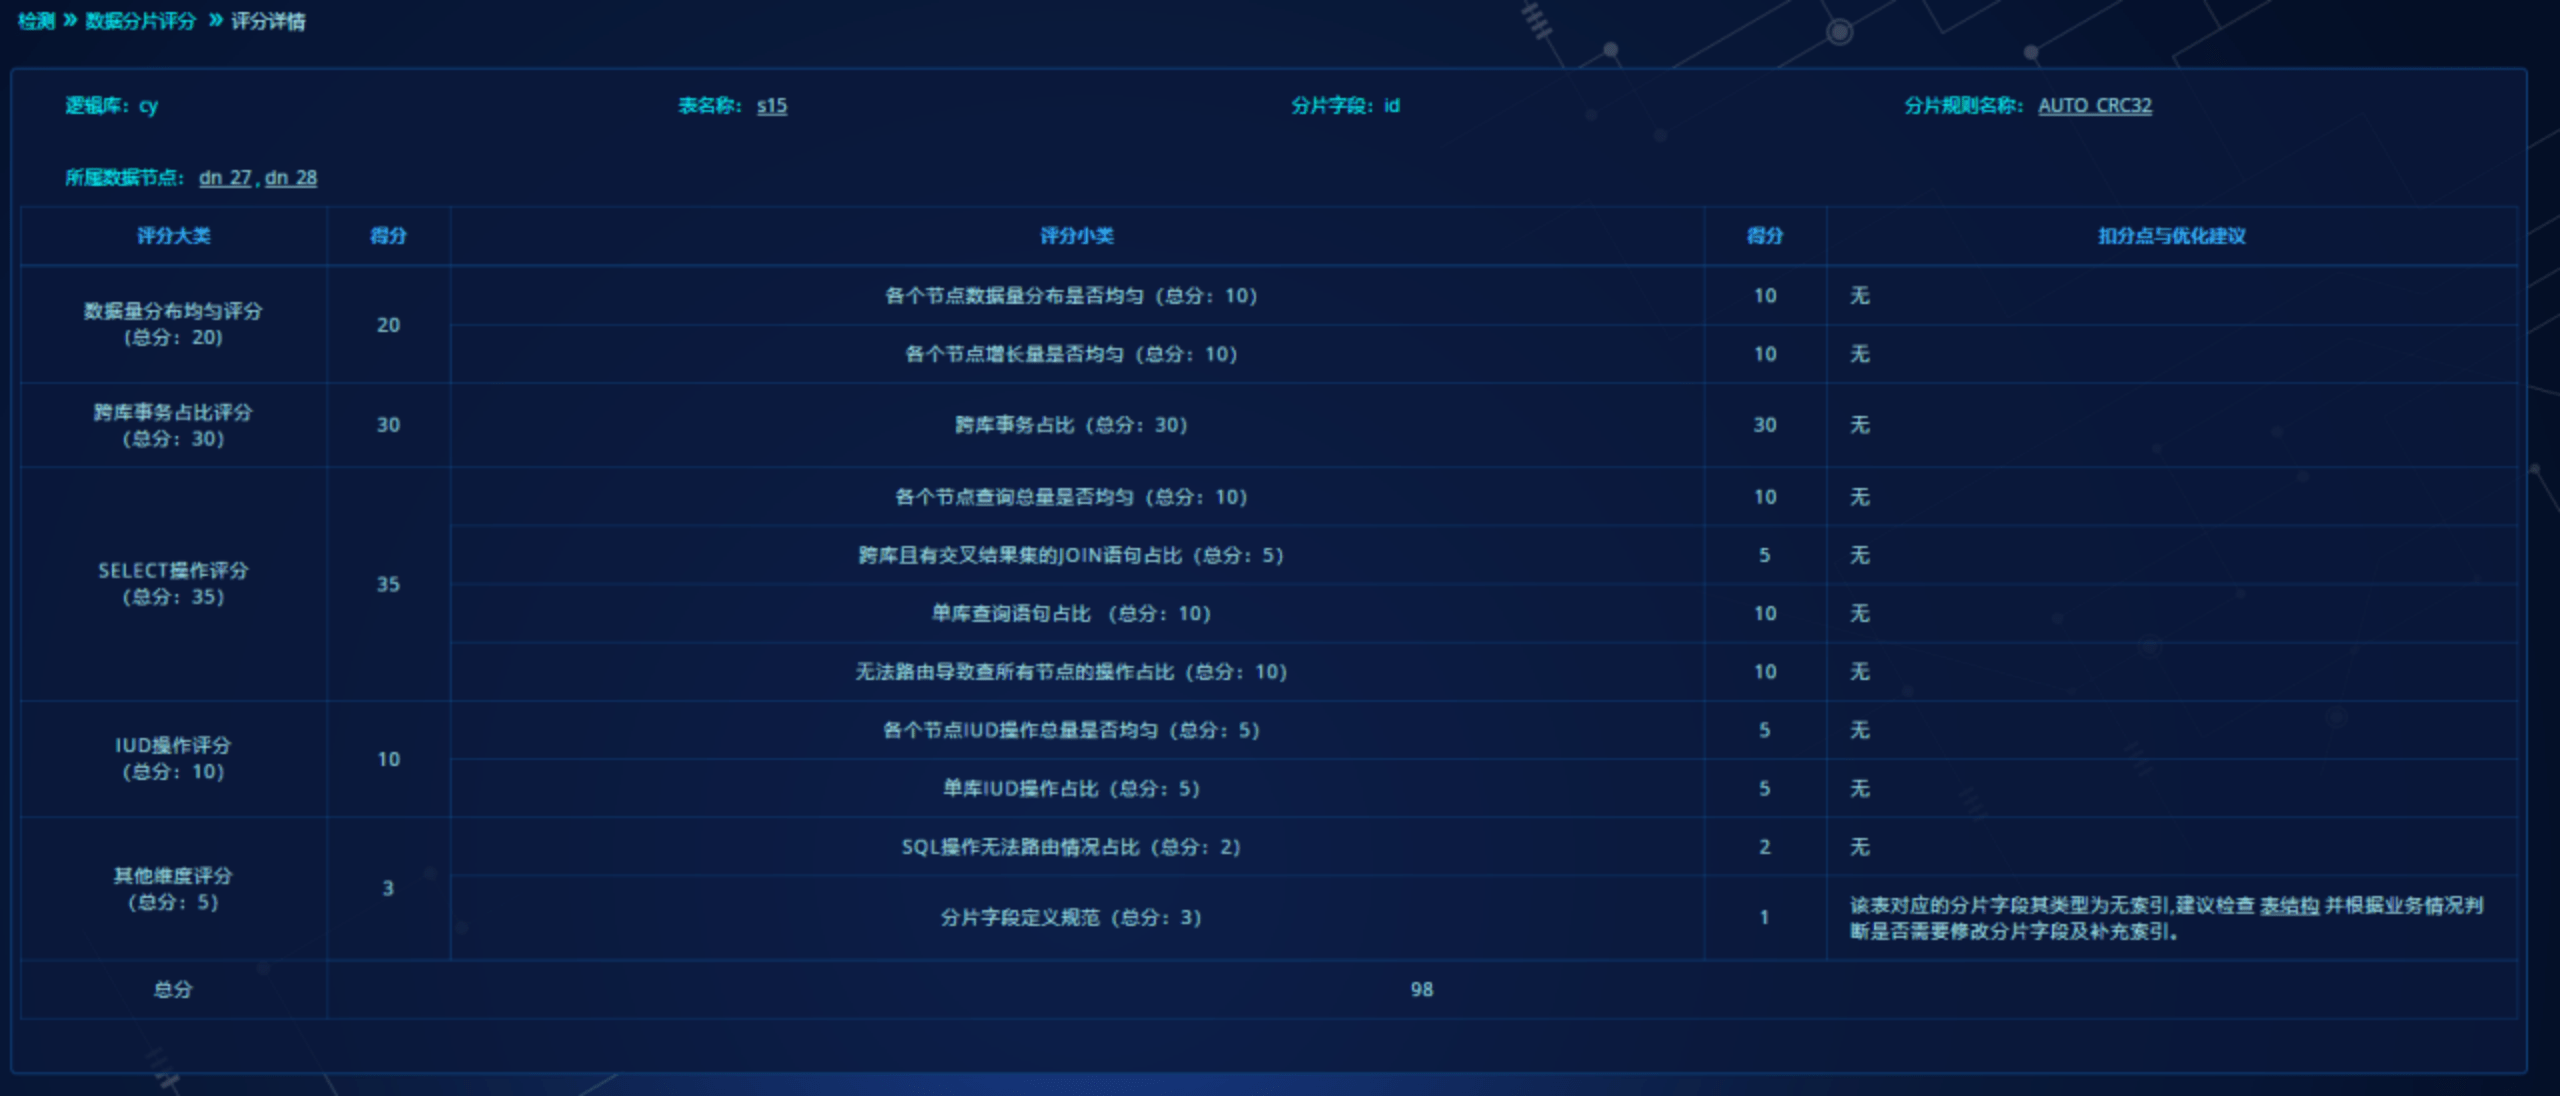 检测 » 数据分片评分 » 评分详情
逻辑库：cy 表名称：s15 分片字段：id 分片规则名称：AUTO_CRC32
所属数据节点：dn_27 , dn_28
评分大类 得分 评分小类 得分 扣分点与优化建议
数据量分布均匀评分
(总分：20)
20
各个节点数据量分布是否均匀 (总分：10) 10 无
各个节点增长量是否均匀 (总分：10) 10 无
跨库事务占比评分
(总分：30)
30
跨库事务占比 (总分：30) 30 无
SELECT操作评分
(总分：35)
35
各个节点查询总量是否均匀 (总分：10) 10 无
跨库且有交叉结果集的JOIN语句占比 (总分：5) 5 无
单库查询语句占比 (总分：10) 10 无
无法路由导致查所有节点的操作占比 (总分：10) 10 无
IUD操作评分
(总分：10)
10
各个节点IUD操作总量是否均匀 (总分：5) 5 无
单库IUD操作占比 (总分：5) 5 无
其他维度评分
(总分：5)
3
SQL操作无法路由情况占比 (总分：2) 2 无
分片字段定义规范 (总分：3) 1
该表对应的分片字段其类型为无索引,建议检查 表结构 并根据业务情况判
断是否需要修改分片字段及补充索引。
总分 98